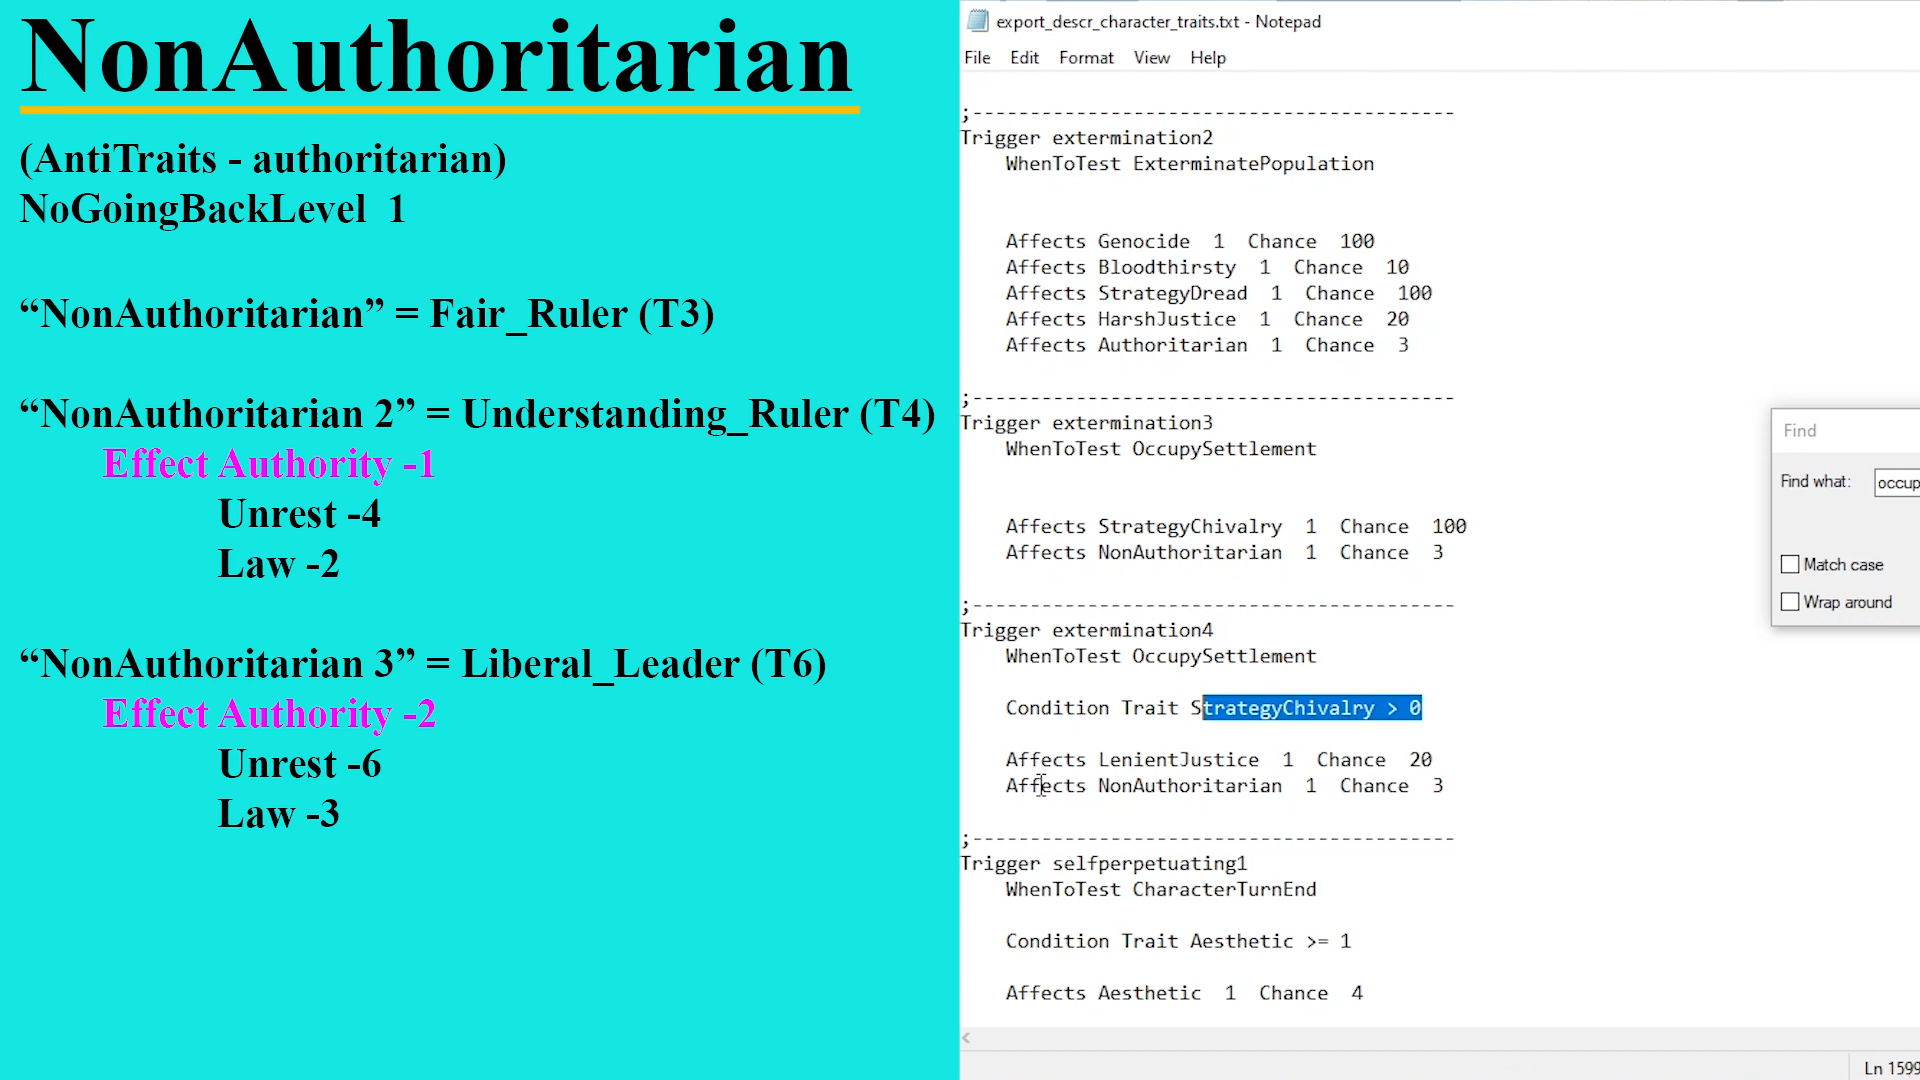 NonAuthoritarian
(AntiTraits - authoritarian)
NoGoingBackLevel 1
“NonAuthoritarian” = Fair_Ruler (T3)
“NonAuthoritarian 2” = Understanding_Ruler (T4)
Effect Authority -1
Unrest -4
Law -2
“NonAuthoritarian 3” = Liberal_Leader (T6)
Effect Authority -2
Unrest -6
Law -3
export_descr_character_traits.txt - Notepad
File Edit Format View Help
;------------------------------------------
Trigger extermination2
WhenToTest ExterminatePopulation
Affects Genocide 1 Chance 100
Affects Bloodthirsty 1 Chance 10
Affects StrategyDread 1 Chance 100
Affects HarshJustice 1 Chance 20
Affects Authoritarian 1 Chance 3
;------------------------------------------
Trigger extermination3
WhenToTest OccupySettlement
Affects StrategyChivalry 1 Chance 100
Affects NonAuthoritarian 1 Chance 3
;------------------------------------------
Trigger extermination4
WhenToTest OccupySettlement
Condition Trait StrategyChivalry > 0
Affects LenientJustice 1 Chance 20
Affects NonAuthoritarian 1 Chance 3
;------------------------------------------
Trigger selfperpetuating1
WhenToTest CharacterTurnEnd
Condition Trait Aesthetic >= 1
Affects Aesthetic 1 Chance 4
Find
Find what: occup
Match case
Wrap around
Ln 1599